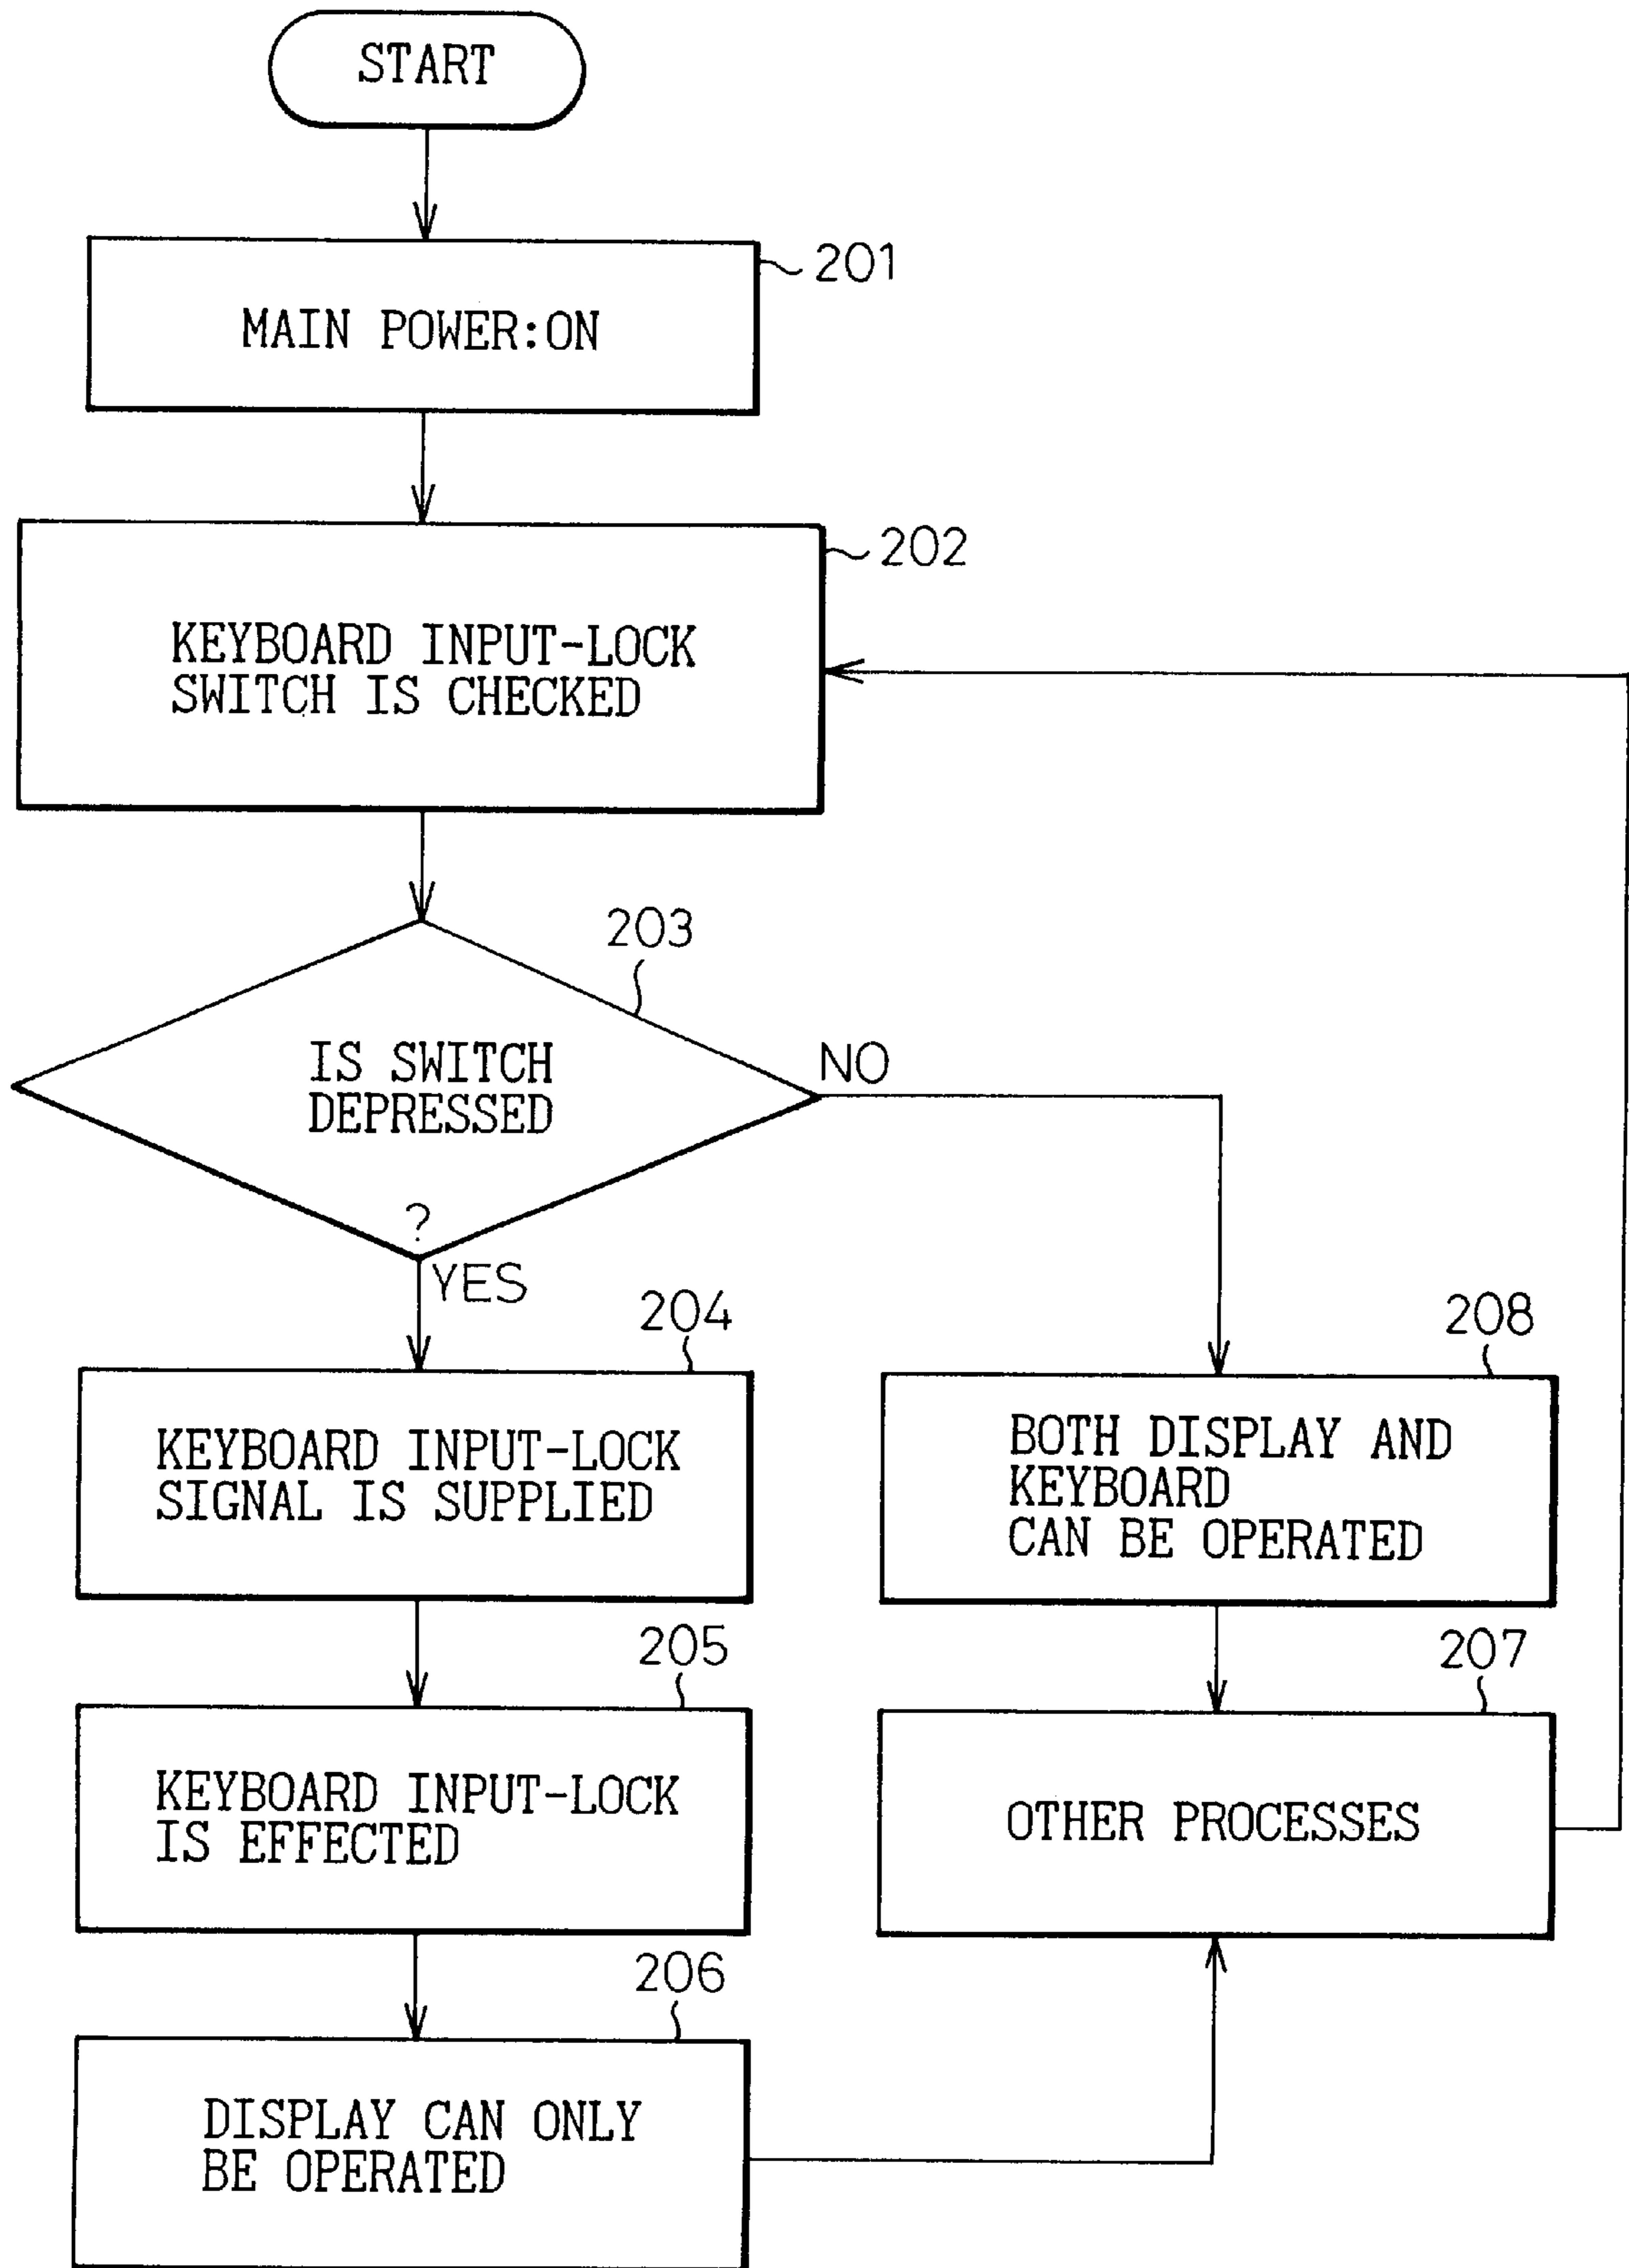 START
MAIN POWER:ON
201
KEYBOARD INPUT-LOCK
SWITCH IS CHECKED
202
203
IS SWITCH
DEPRESSED
?
NO
YES
204
KEYBOARD INPUT-LOCK
SIGNAL IS SUPPLIED
208
BOTH DISPLAY AND
KEYBOARD
CAN BE OPERATED
205
KEYBOARD INPUT-LOCK
IS EFFECTED
207
OTHER PROCESSES
206
DISPLAY CAN ONLY
BE OPERATED